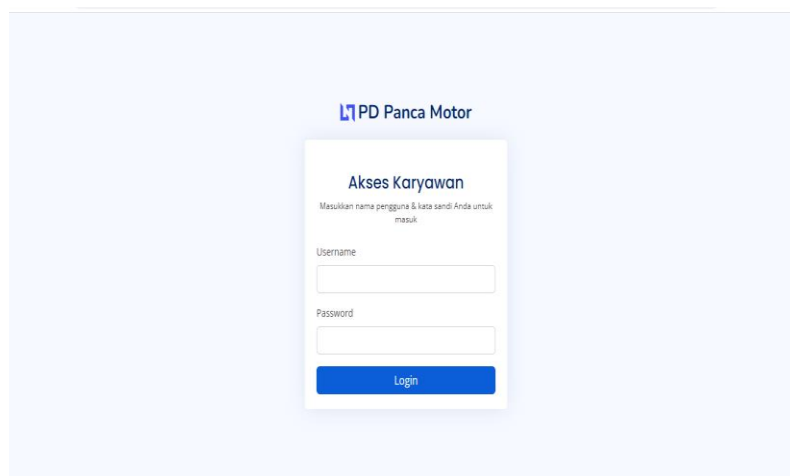 PD Panca Motor
Akses Karyawan
Masukkan nama pengguna & kata sandi Anda untuk
masuk
Username
Password
Login